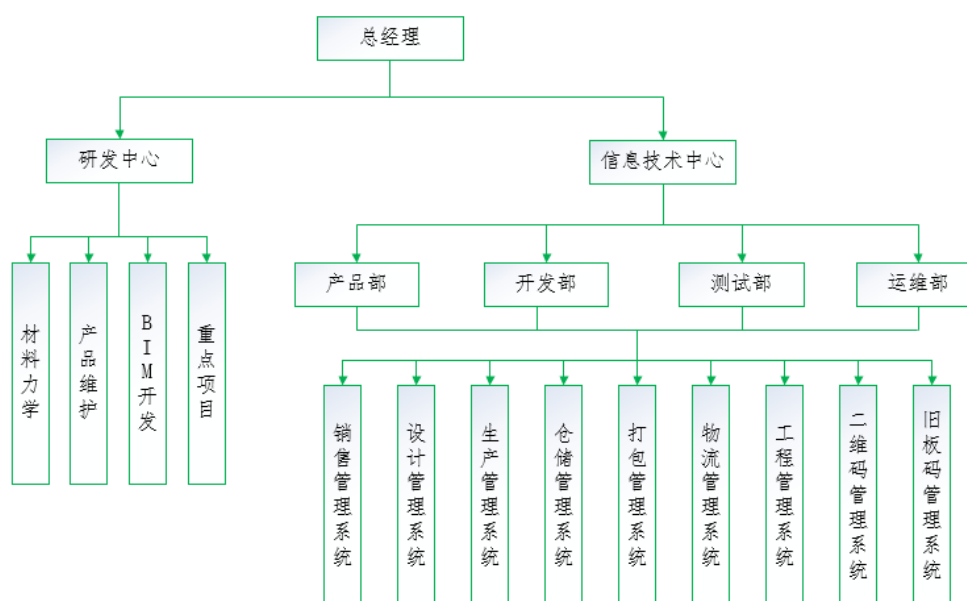 总经理
研发中心
信息技术中心
产品部
开发部
测试部
运维部
材料力学
产品维护
BIM开发
重点项目
销售管理系统
设计管理系统
生产管理系统
仓储管理系统
打包管理系统
物流管理系统
工程管理系统
二维码管理系统
旧板码管理系统